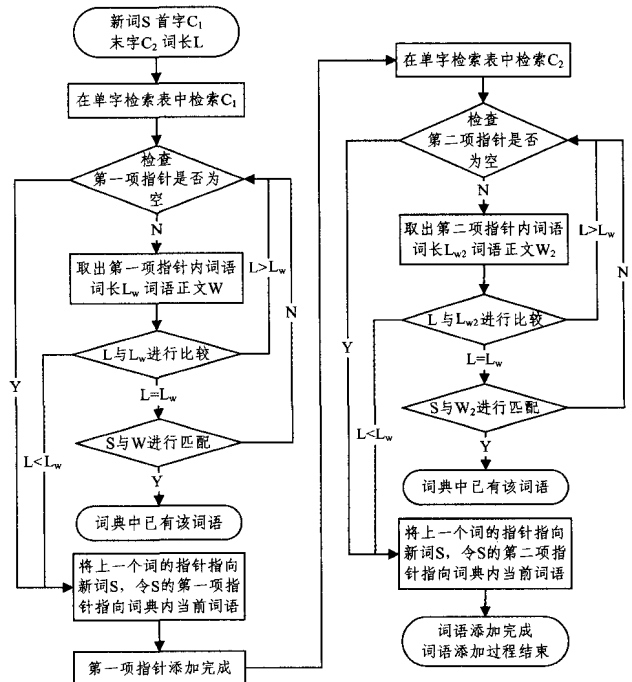 新词S 首字C₁
末字C₂ 词长L
在单字检索表中检索C₁
检查
第一项指针是否为
空
N
取出第一项指针内词语
词长Lw 词语正文W
L>Lw
N
L与Lw进行比较
Y
L=Lw
S与W进行匹配
L<Lw
Y
词典中已有该词语
将上一个词的指针指向
新词S，令S的第一项指
针指向词典内当前词语
第一项指针添加完成
在单字检索表中检索C₂
检查
第二项指针是否
为空
N
取出第二项指针内词语
词长Lw2 词语正文W₂
L>Lw
N
L与Lw2进行比较
Y
L=Lw
S与W₂进行匹配
L<Lw
Y
词典中已有该词语
将上一个词的指针指向
新词S，令S的第二项指
针指向词典内当前词语
词语添加完成
词语添加过程结束